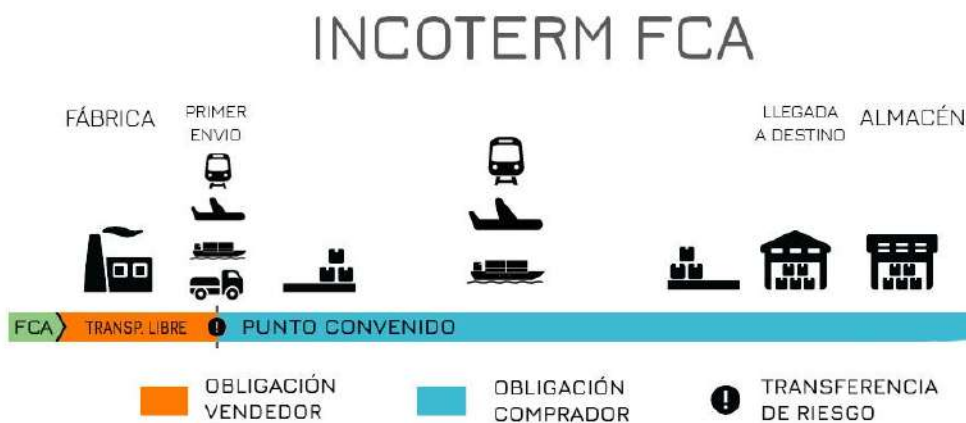 INCOTERM FCA
FÁBRICA
PRIMER
ENVIO
LLEGADA
A DESTINO
ALMACÉN
FCA
TRANSP. LIBRE
!
PUNTO CONVENIDO
OBLIGACIÓN
VENDEDOR
OBLIGACIÓN
COMPRADOR
!
TRANSFERENCIA
DE RIESGO